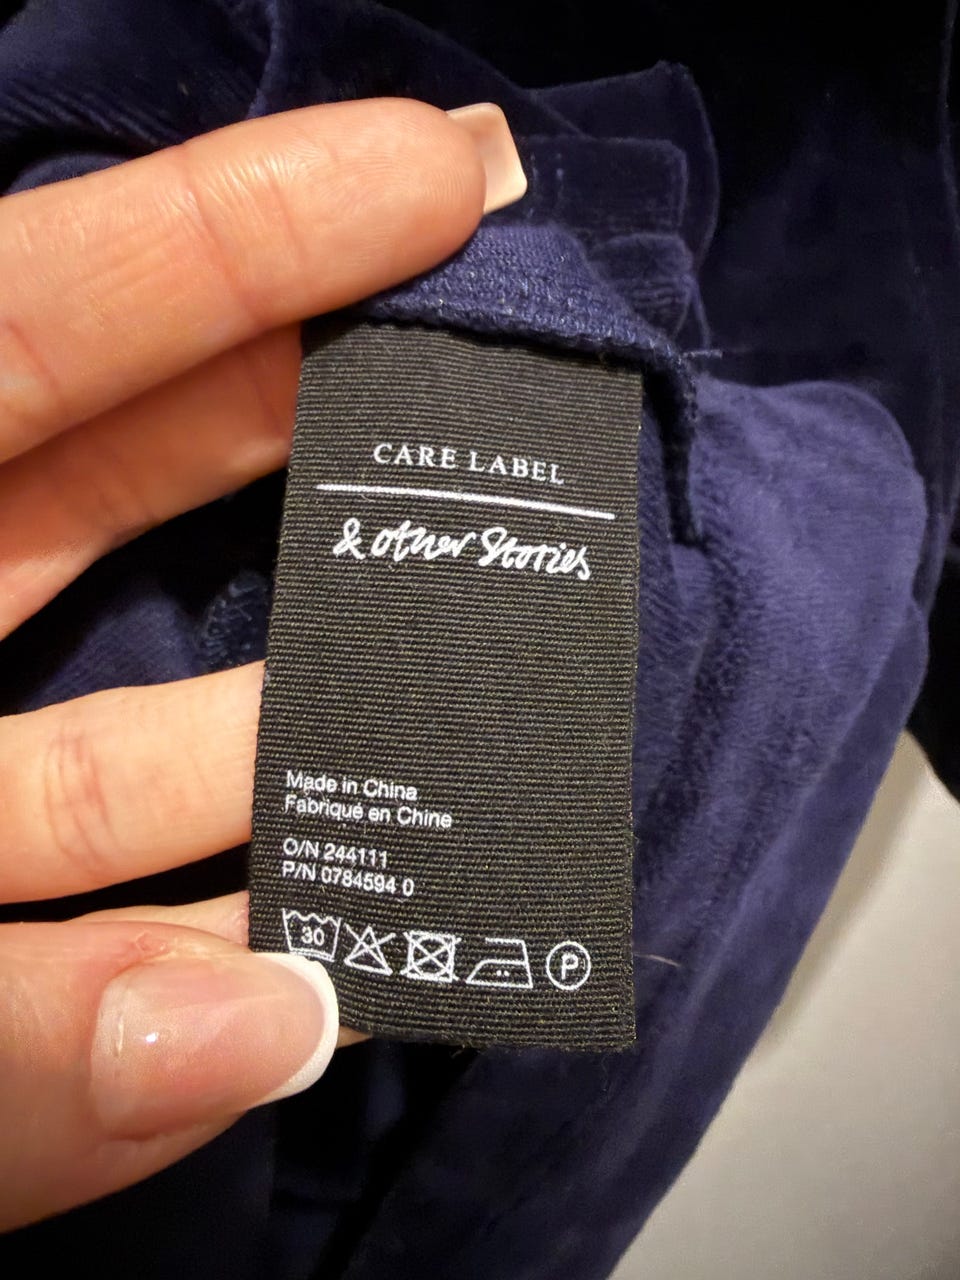 CARE LABEL
& other Stories
Made in China
Fabriqué en Chine
O/N 244111
P/N 0784594 0
30
P